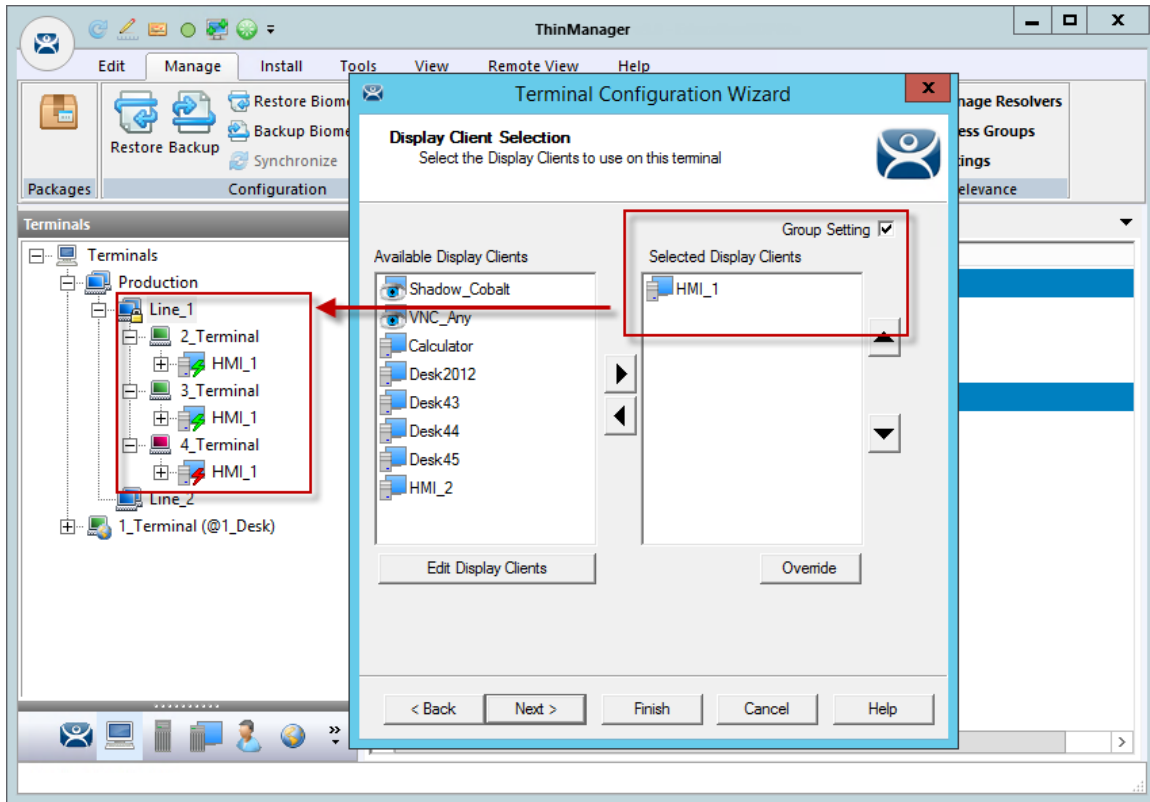 ThinManager
Edit Manage Install Tools View Remote View Help
Restore Backup
Restore Biome
Backup Biome
Synchronize
Packages
Configuration
nage Resolvers
ess Groups
tings
elevance
Terminals
Terminals
Production
Line_1
2_Terminal
HMI_1
3_Terminal
HMI_1
4_Terminal
HMI_1
Line_2
1_Terminal (@1_Desk)
Terminal Configuration Wizard
x
Display Client Selection
Select the Display Clients to use on this terminal
Group Setting
Available Display Clients
Shadow_Cobalt
VNC_Any
Calculator
Desk2012
Desk43
Desk44
Desk45
HMI_2
Edit Display Clients
Selected Display Clients
HMI_1
Override
< Back
Next >
Finish
Cancel
Help